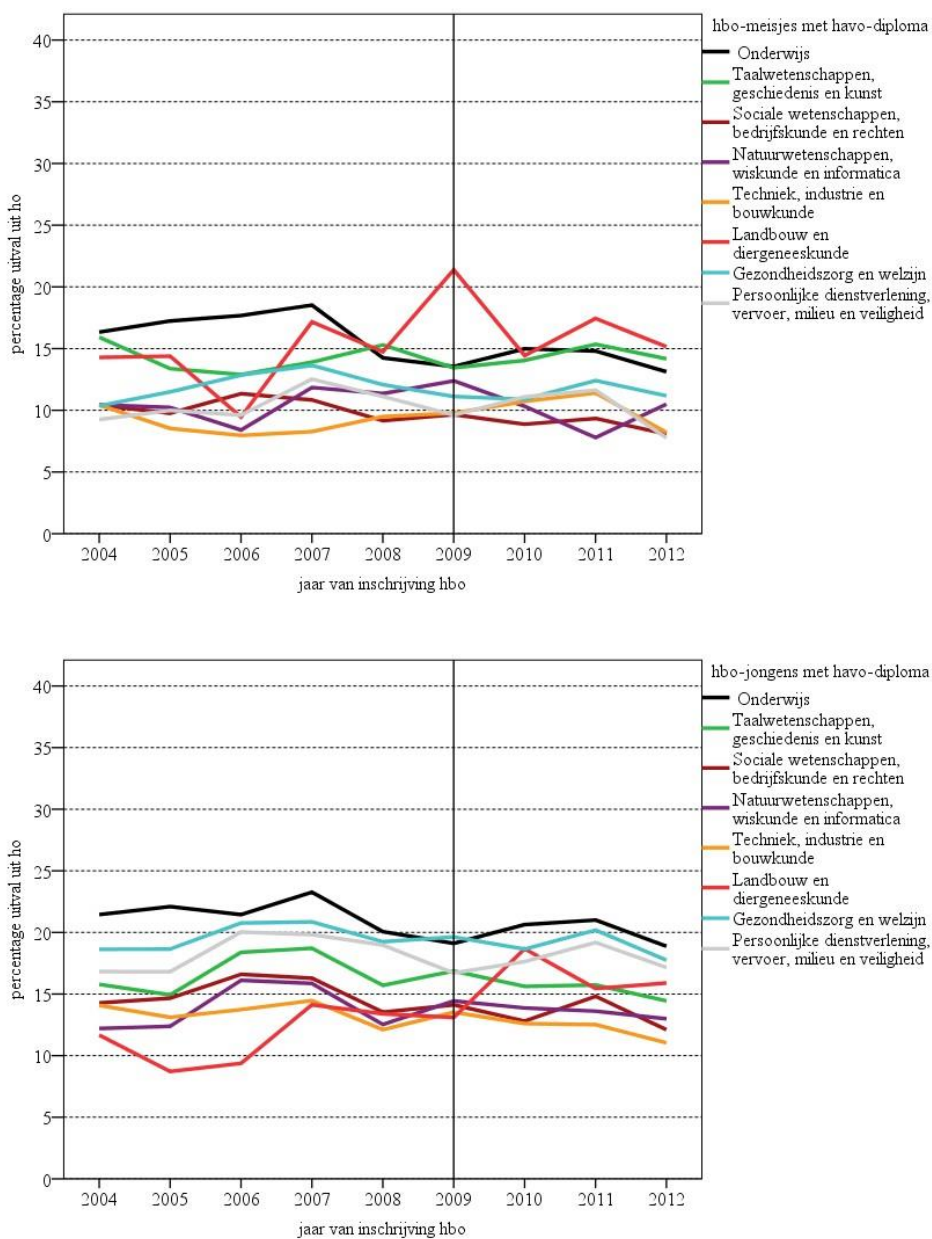 hbo-meisjes met havo-diploma
Onderwijs
Taalwetenschappen,
geschiedenis en kunst
Sociale wetenschappen,
bedrijfskunde en rechten
Natuurwetenschappen,
wiskunde en informatica
Techniek, industrie en
bouwkunde
Landbouw en
diergeneeskunde
Gezondheidszorg en welzijn
Persoonlijke dienstverlening,
vervoer, milieu en veiligheid
percentage uitval uit ho
40
35
30
25
20
15
10
5
0
2004 2005 2006 2007 2008 2009 2010 2011 2012
jaar van inschrijving hbo
hbo-jongens met havo-diploma
Onderwijs
Taalwetenschappen,
geschiedenis en kunst
Sociale wetenschappen,
bedrijfskunde en rechten
Natuurwetenschappen,
wiskunde en informatica
Techniek, industrie en
bouwkunde
Landbouw en
diergeneeskunde
Gezondheidszorg en welzijn
Persoonlijke dienstverlening,
vervoer, milieu en veiligheid
percentage uitval uit ho
40
35
30
25
20
15
10
5
0
2004 2005 2006 2007 2008 2009 2010 2011 2012
jaar van inschrijving hbo